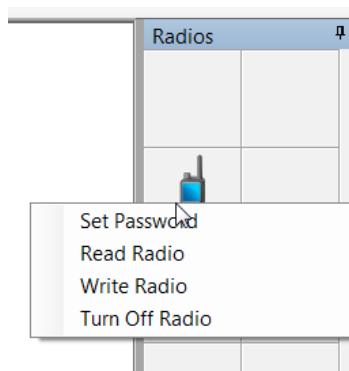 Radios
Set Password
Read Radio
Write Radio
Turn Off Radio